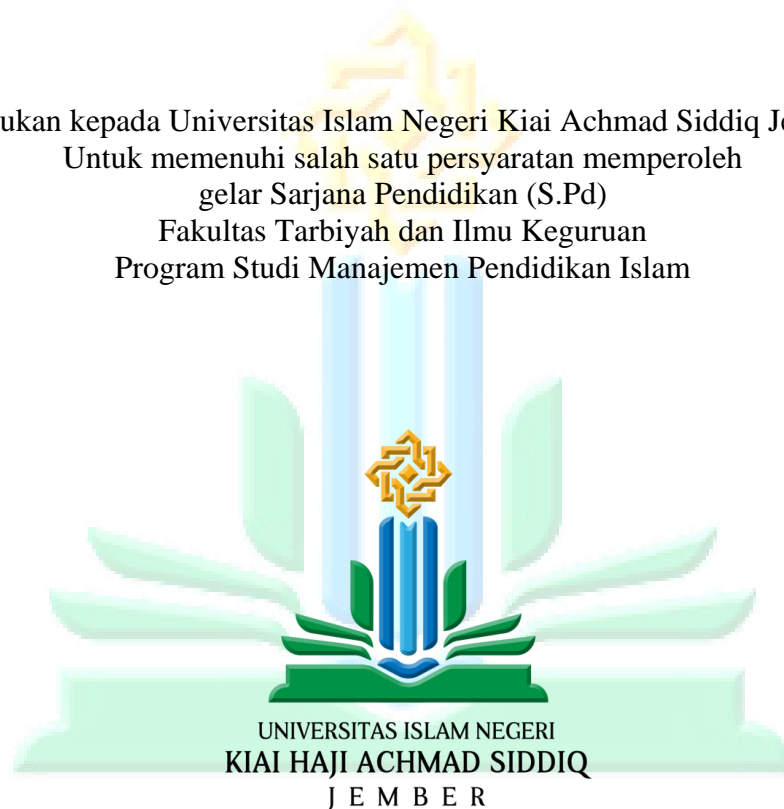 ukan kepada Universitas Islam Negeri Kiai Achmad Siddiq Je
Untuk memenuhi salah satu persyaratan memperoleh
gelar Sarjana Pendidikan (S.Pd)
Fakultas Tarbiyah dan Ilmu Keguruan
Program Studi Manajemen Pendidikan Islam
UNIVERSITAS ISLAM NEGERI
KIAI HAJI ACHMAD SIDDIQ
JEMBER